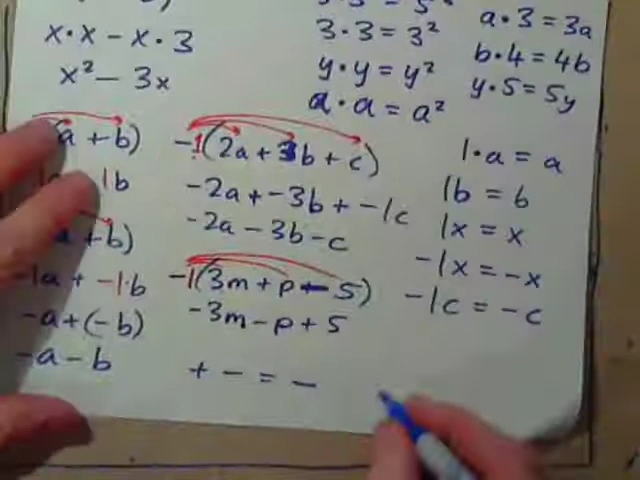 x · x − x · 3
x² − 3x
a + b)
1b
+ b)
-1a + -1·b
-a + (-b)
-a - b
-1(2a + 3b + c)
-2a + -3b + -1c
-2a - 3b - c
-1(3m + p - 5)
-3m - p + 5
+ - = -
3 · 3 = 3²
y · y = y²
a · a = a²
a · 3 = 3a
b · 4 = 4b
y · 5 = 5y
1 · a = a
1b = b
1x = x
-1x = -x
-1c = -c